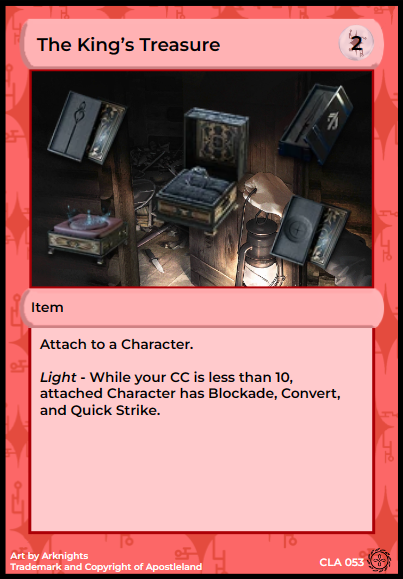 The King's Treasure
2
Item
Attach to a Character.
Light - While your CC is less than 10,
attached Character has Blockade, Convert,
and Quick Strike.
Art by Arknights
Trademark and Copyright of Apostleland
CLA 053